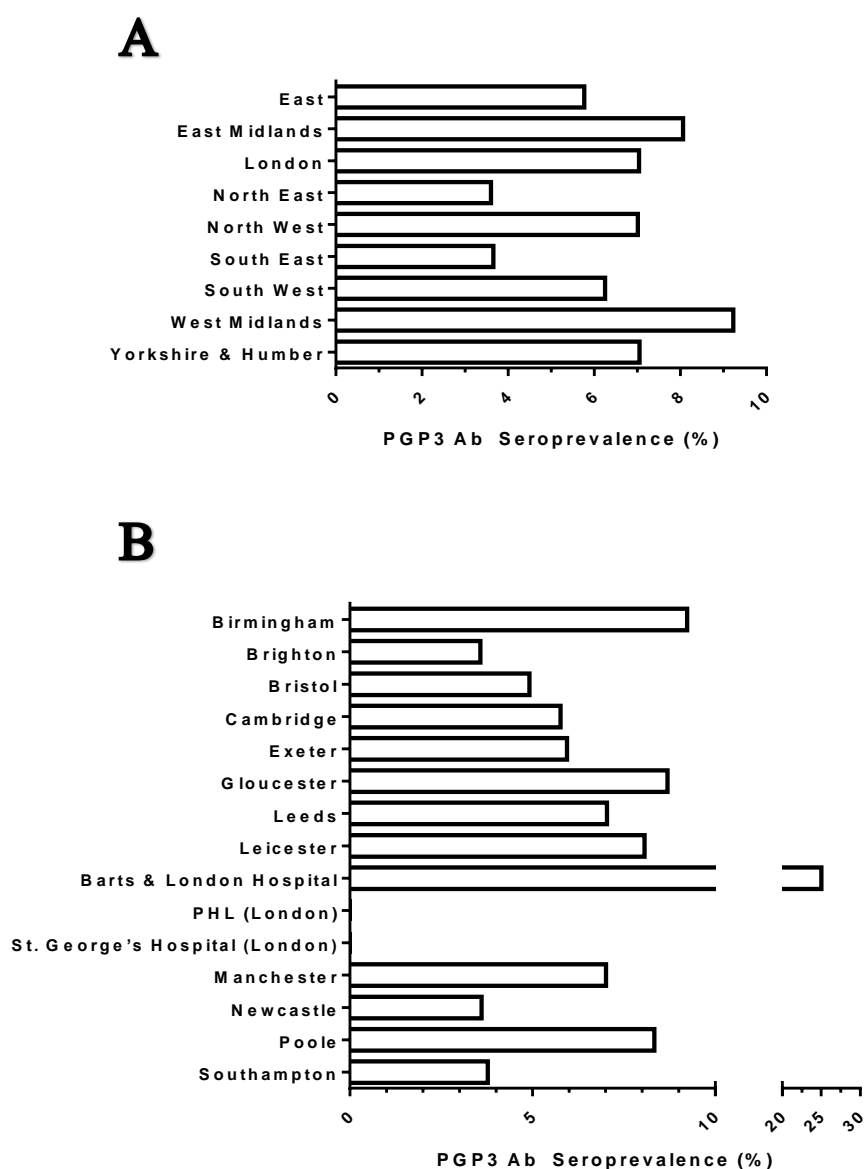 A
East
East Midlands
London
North East
North West
South East
South West
West Midlands
Yorkshire & Humber
0 2 4 6 8 10
PGP3 Ab Seroprevalence (%)
B
Birmingham
Brighton
Bristol
Cambridge
Exeter
Gloucester
Leeds
Leicester
Barts & London Hospital
PHL (London)
St. George’s Hospital (London)
Manchester
Newcastle
Poole
Southampton
0 5 10 20 25 30
PGP3 Ab Seroprevalence (%)